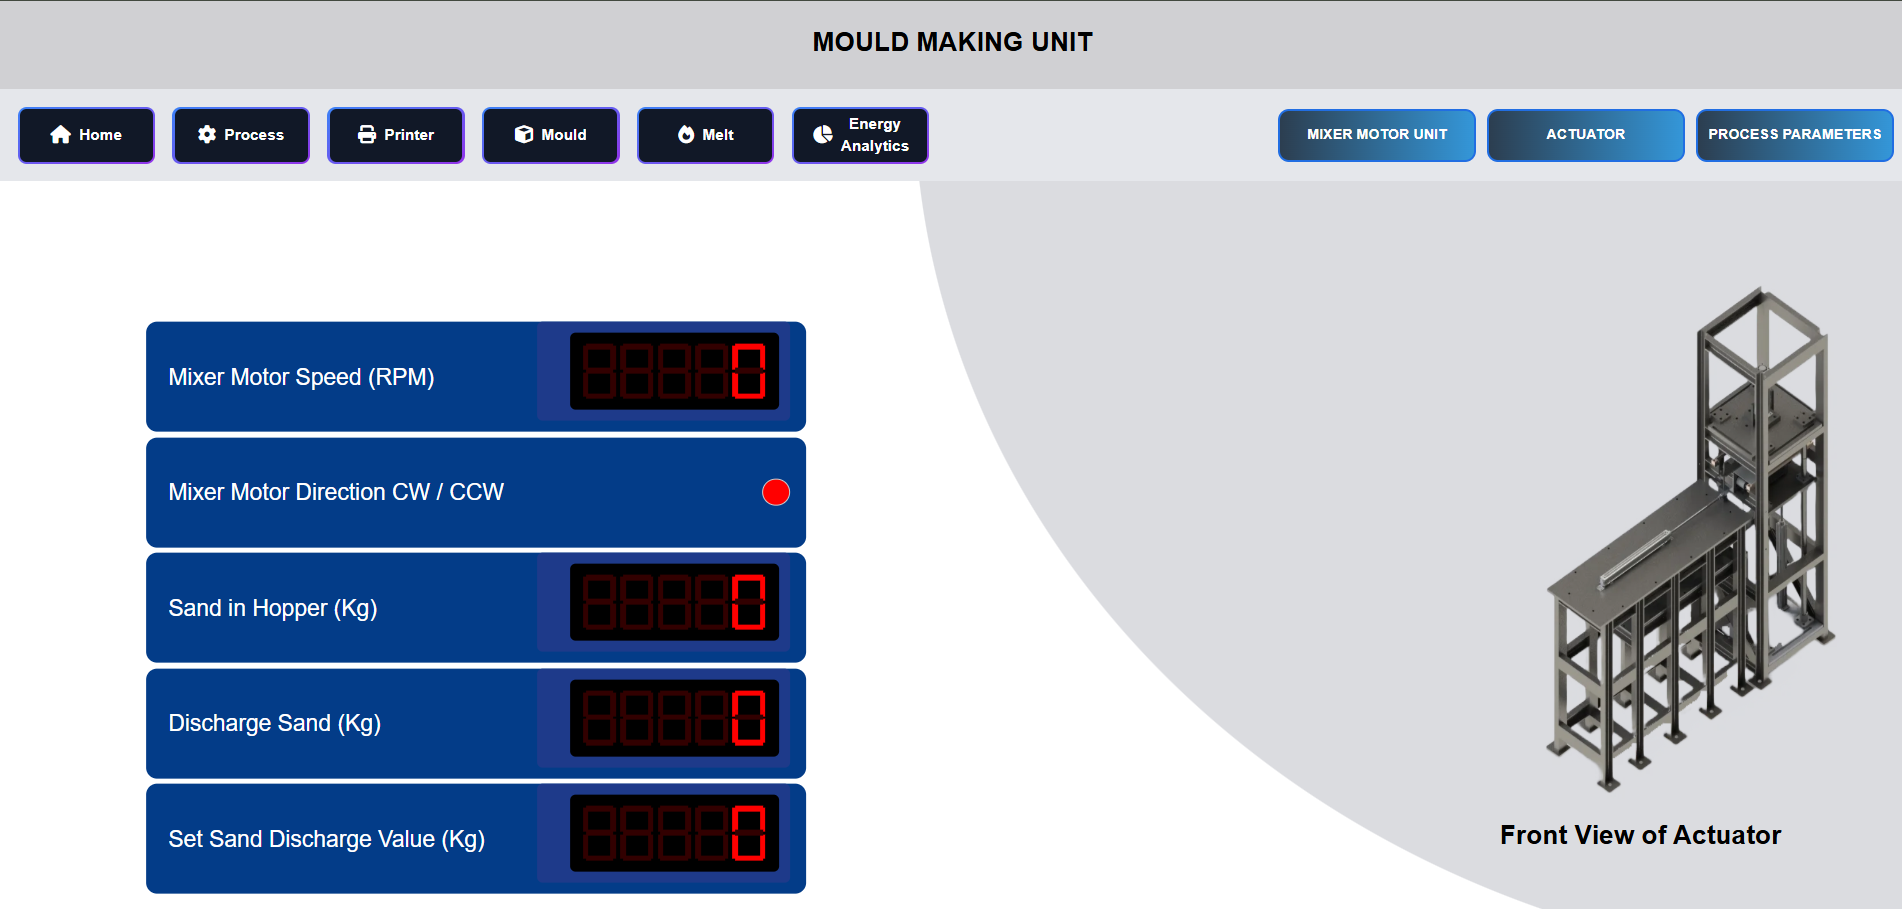 MOULD MAKING UNIT
Home
Process
Printer
Mould
Melt
Energy
Analytics
MIXER MOTOR UNIT
ACTUATOR
PROCESS PARAMETERS
Mixer Motor Speed (RPM)
0
Mixer Motor Direction CW / CCW
Sand in Hopper (Kg)
0
Discharge Sand (Kg)
0
Set Sand Discharge Value (Kg)
0
Front View of Actuator